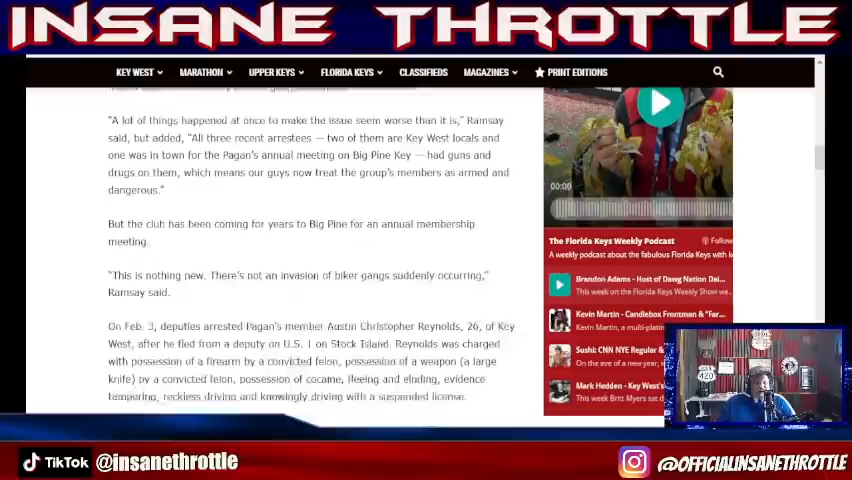 INSANE THROTTLE
KEY WEST MARATHON UPPER KEYS FLORIDA KEYS CLASSIFIEDS MAGAZINES PRINT EDITIONS
“A lot of things happened at once to make the issue seem worse than it is,” Ramsay
said, but added, “All three recent arrestees — two of them are Key West locals and
one was in town for the Pagan’s annual meeting on Big Pine Key — had guns and
drugs on them, which means our guys now treat the group’s members as armed and
dangerous.”
But the club has been coming for years to Big Pine for an annual membership
meeting.
“This is nothing new. There’s not an invasion of biker gangs suddenly occurring,”
Ramsay said.
On Feb. 3, deputies arrested Pagan’s member Austin Christopher Reynolds, 26, of Key
West, after he fled from a deputy on U.S. 1 on Stock Island. Reynolds was charged
with possession of a firearm by a convicted felon, possession of a weapon (a large
knife) by a convicted felon, possession of cocaine, fleeing and eluding, evidence
tampering, reckless driving and knowingly driving with a suspended license.
00:00
The Florida Keys Weekly Podcast Follow
A weekly podcast about the fabulous Florida Keys with
Brandon Adams - Host of Dawg Nation Dai...
This week on the Florida Keys Weekly Show we...
Kevin Martin - Candlebox Frontman & "Far...
Kevin Martin, a multi-plati
Sushi: CNN NYE Regular &
On the eve of a new year,
Mark Hedden - Key West's
This week Britt Myers sat d
420
TikTok @insanethrottle
@OFFICIALINSANETHROTTLE